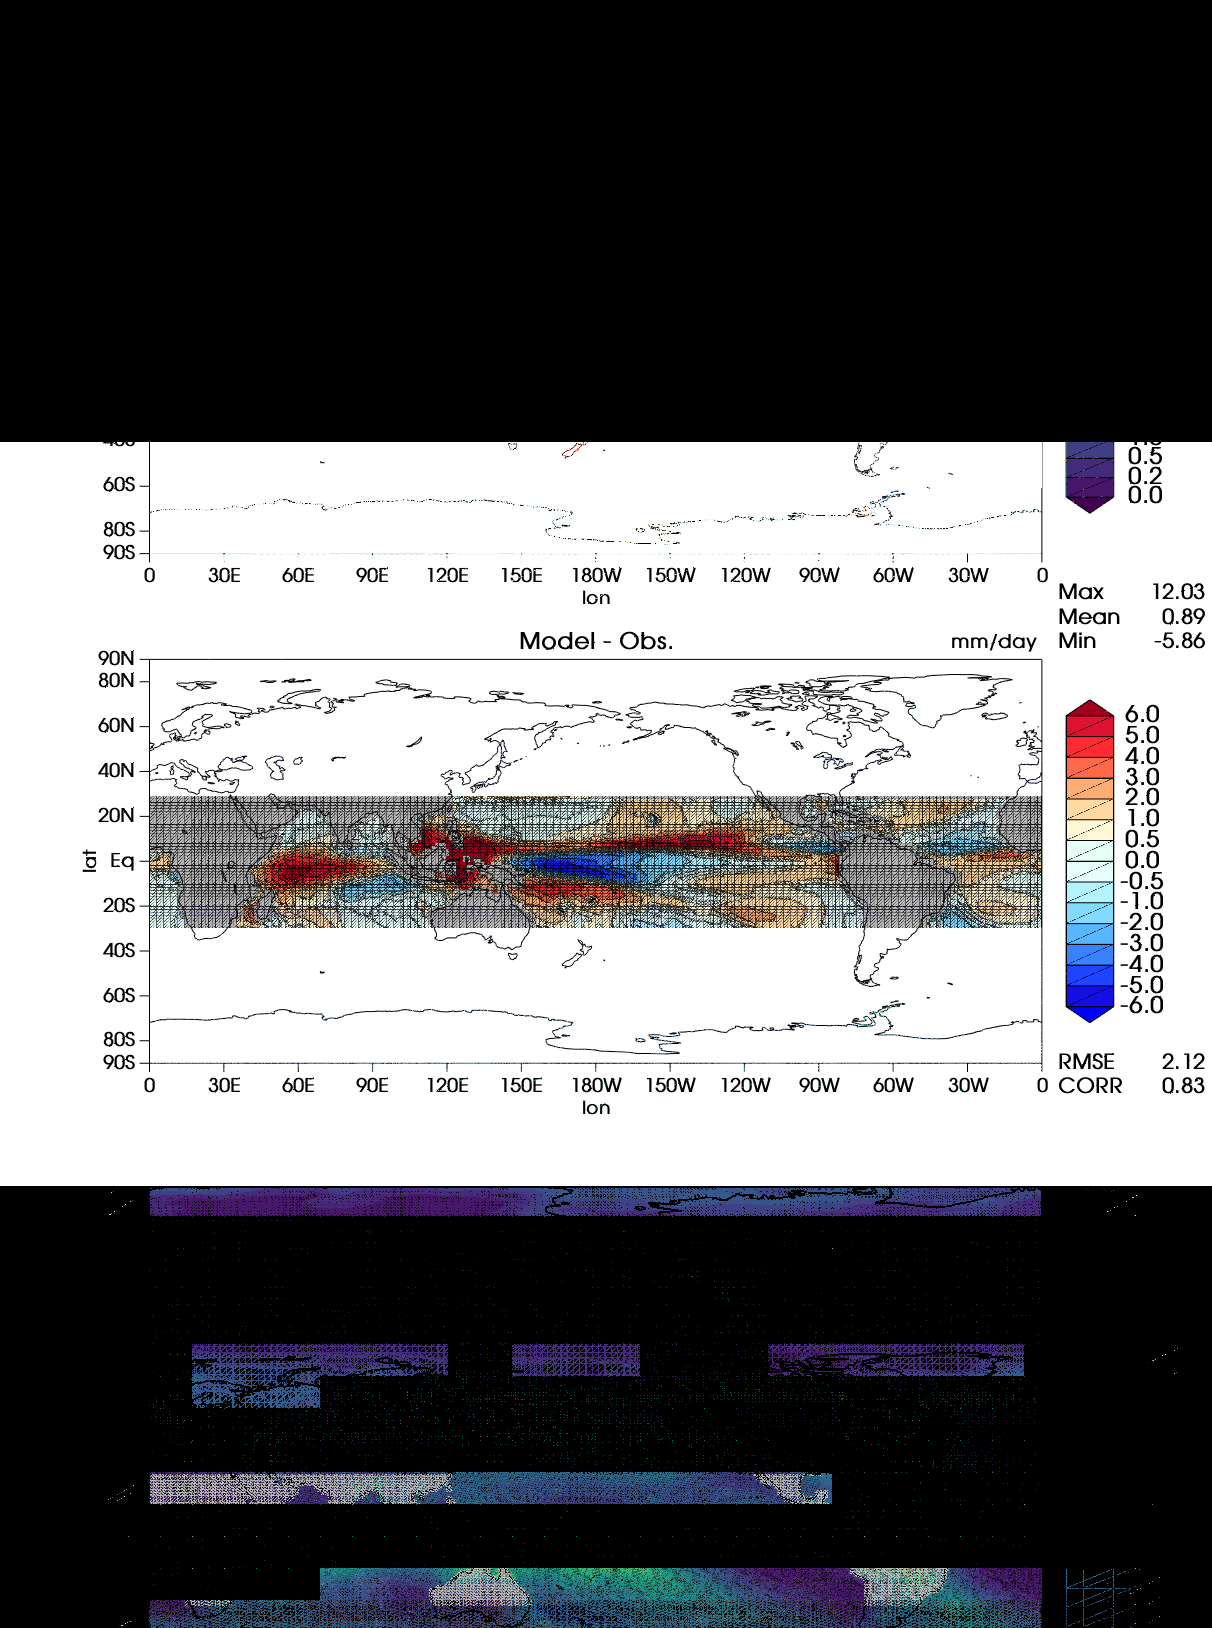 0.5
60S
0.2
0.0
80S
90S
0 30E 60E 90E 120E 150E 180W 150W 120W 90W 60W 30W 0
lon
Max 12.03
Mean 0.89
Min -5.86
Model - Obs. mm/day
90N
80N
60N
40N
20N
Eq
20S
40S
60S
80S
90S
lat
6.0
5.0
4.0
3.0
2.0
1.0
0.5
0.0
-0.5
-1.0
-2.0
-3.0
-4.0
-5.0
-6.0
RMSE 2.12
CORR 0.83
0 30E 60E 90E 120E 150E 180W 150W 120W 90W 60W 30W 0
lon